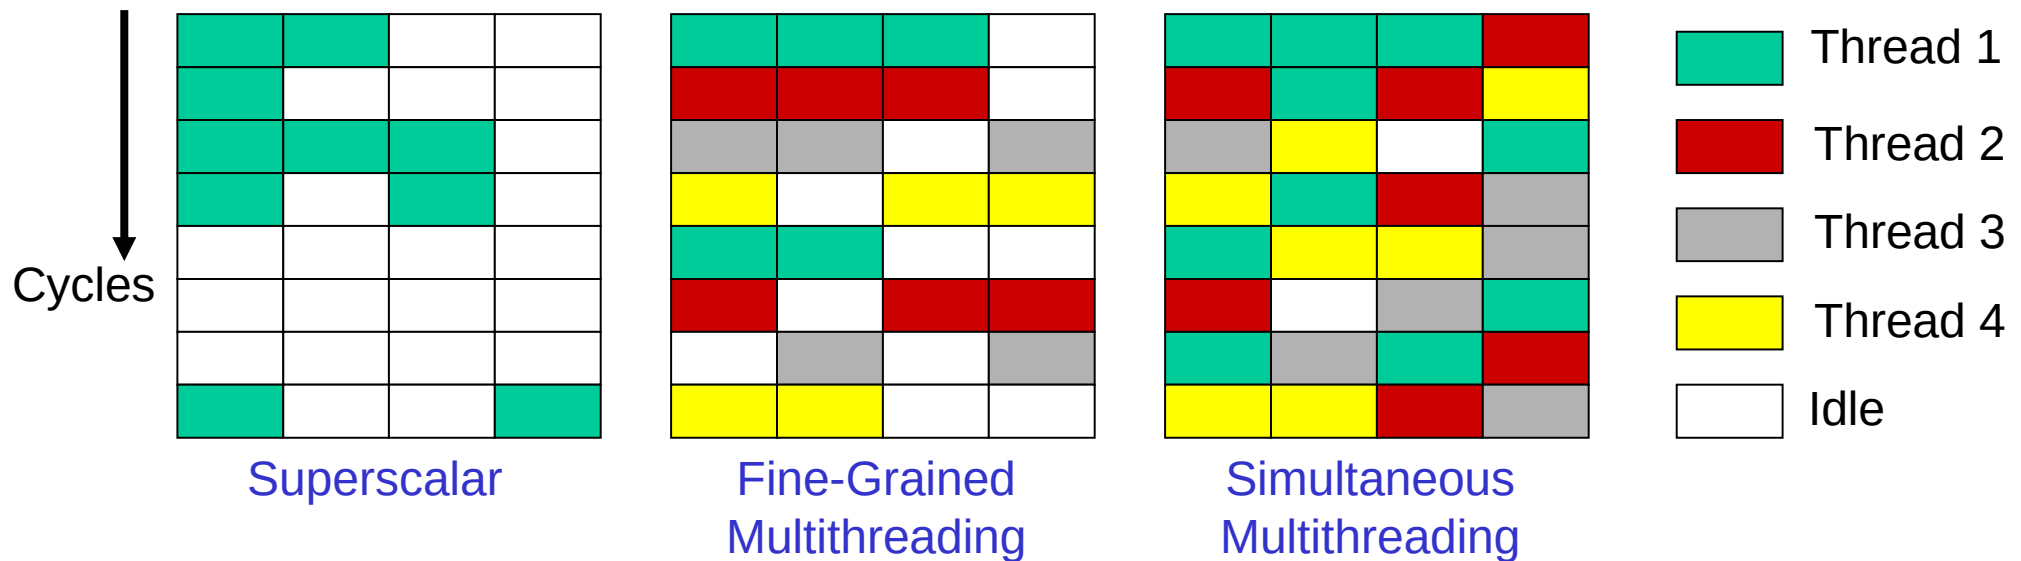 Cycles
Superscalar
Fine-Grained
Multithreading
Simultaneous
Multithreading
Thread 1
Thread 2
Thread 3
Thread 4
Idle